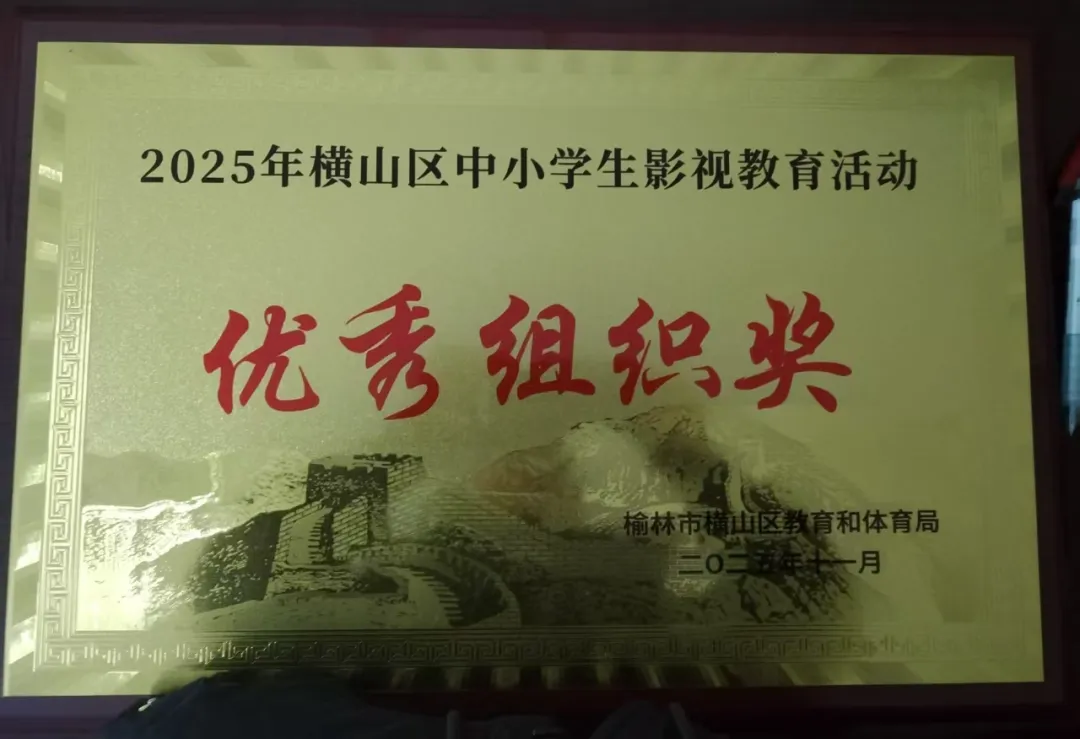 2025年横山区中小学生影视教育活动
优秀组织奖
榆林市横山区教育和体育局
二〇二五年十一月